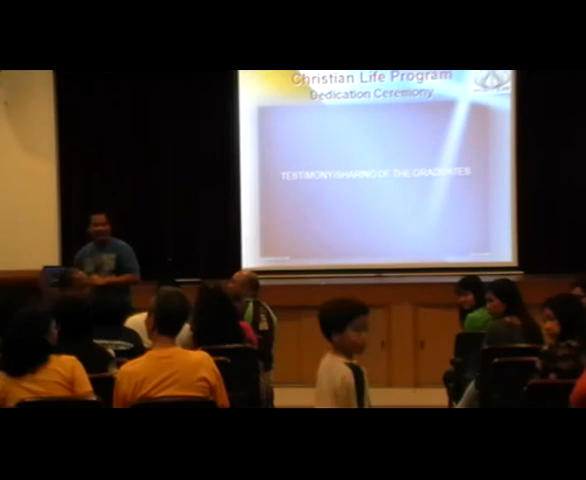 Christian Life Program
Dedication Ceremony
TESTIMONY/SHARING OF THE GRADUATES